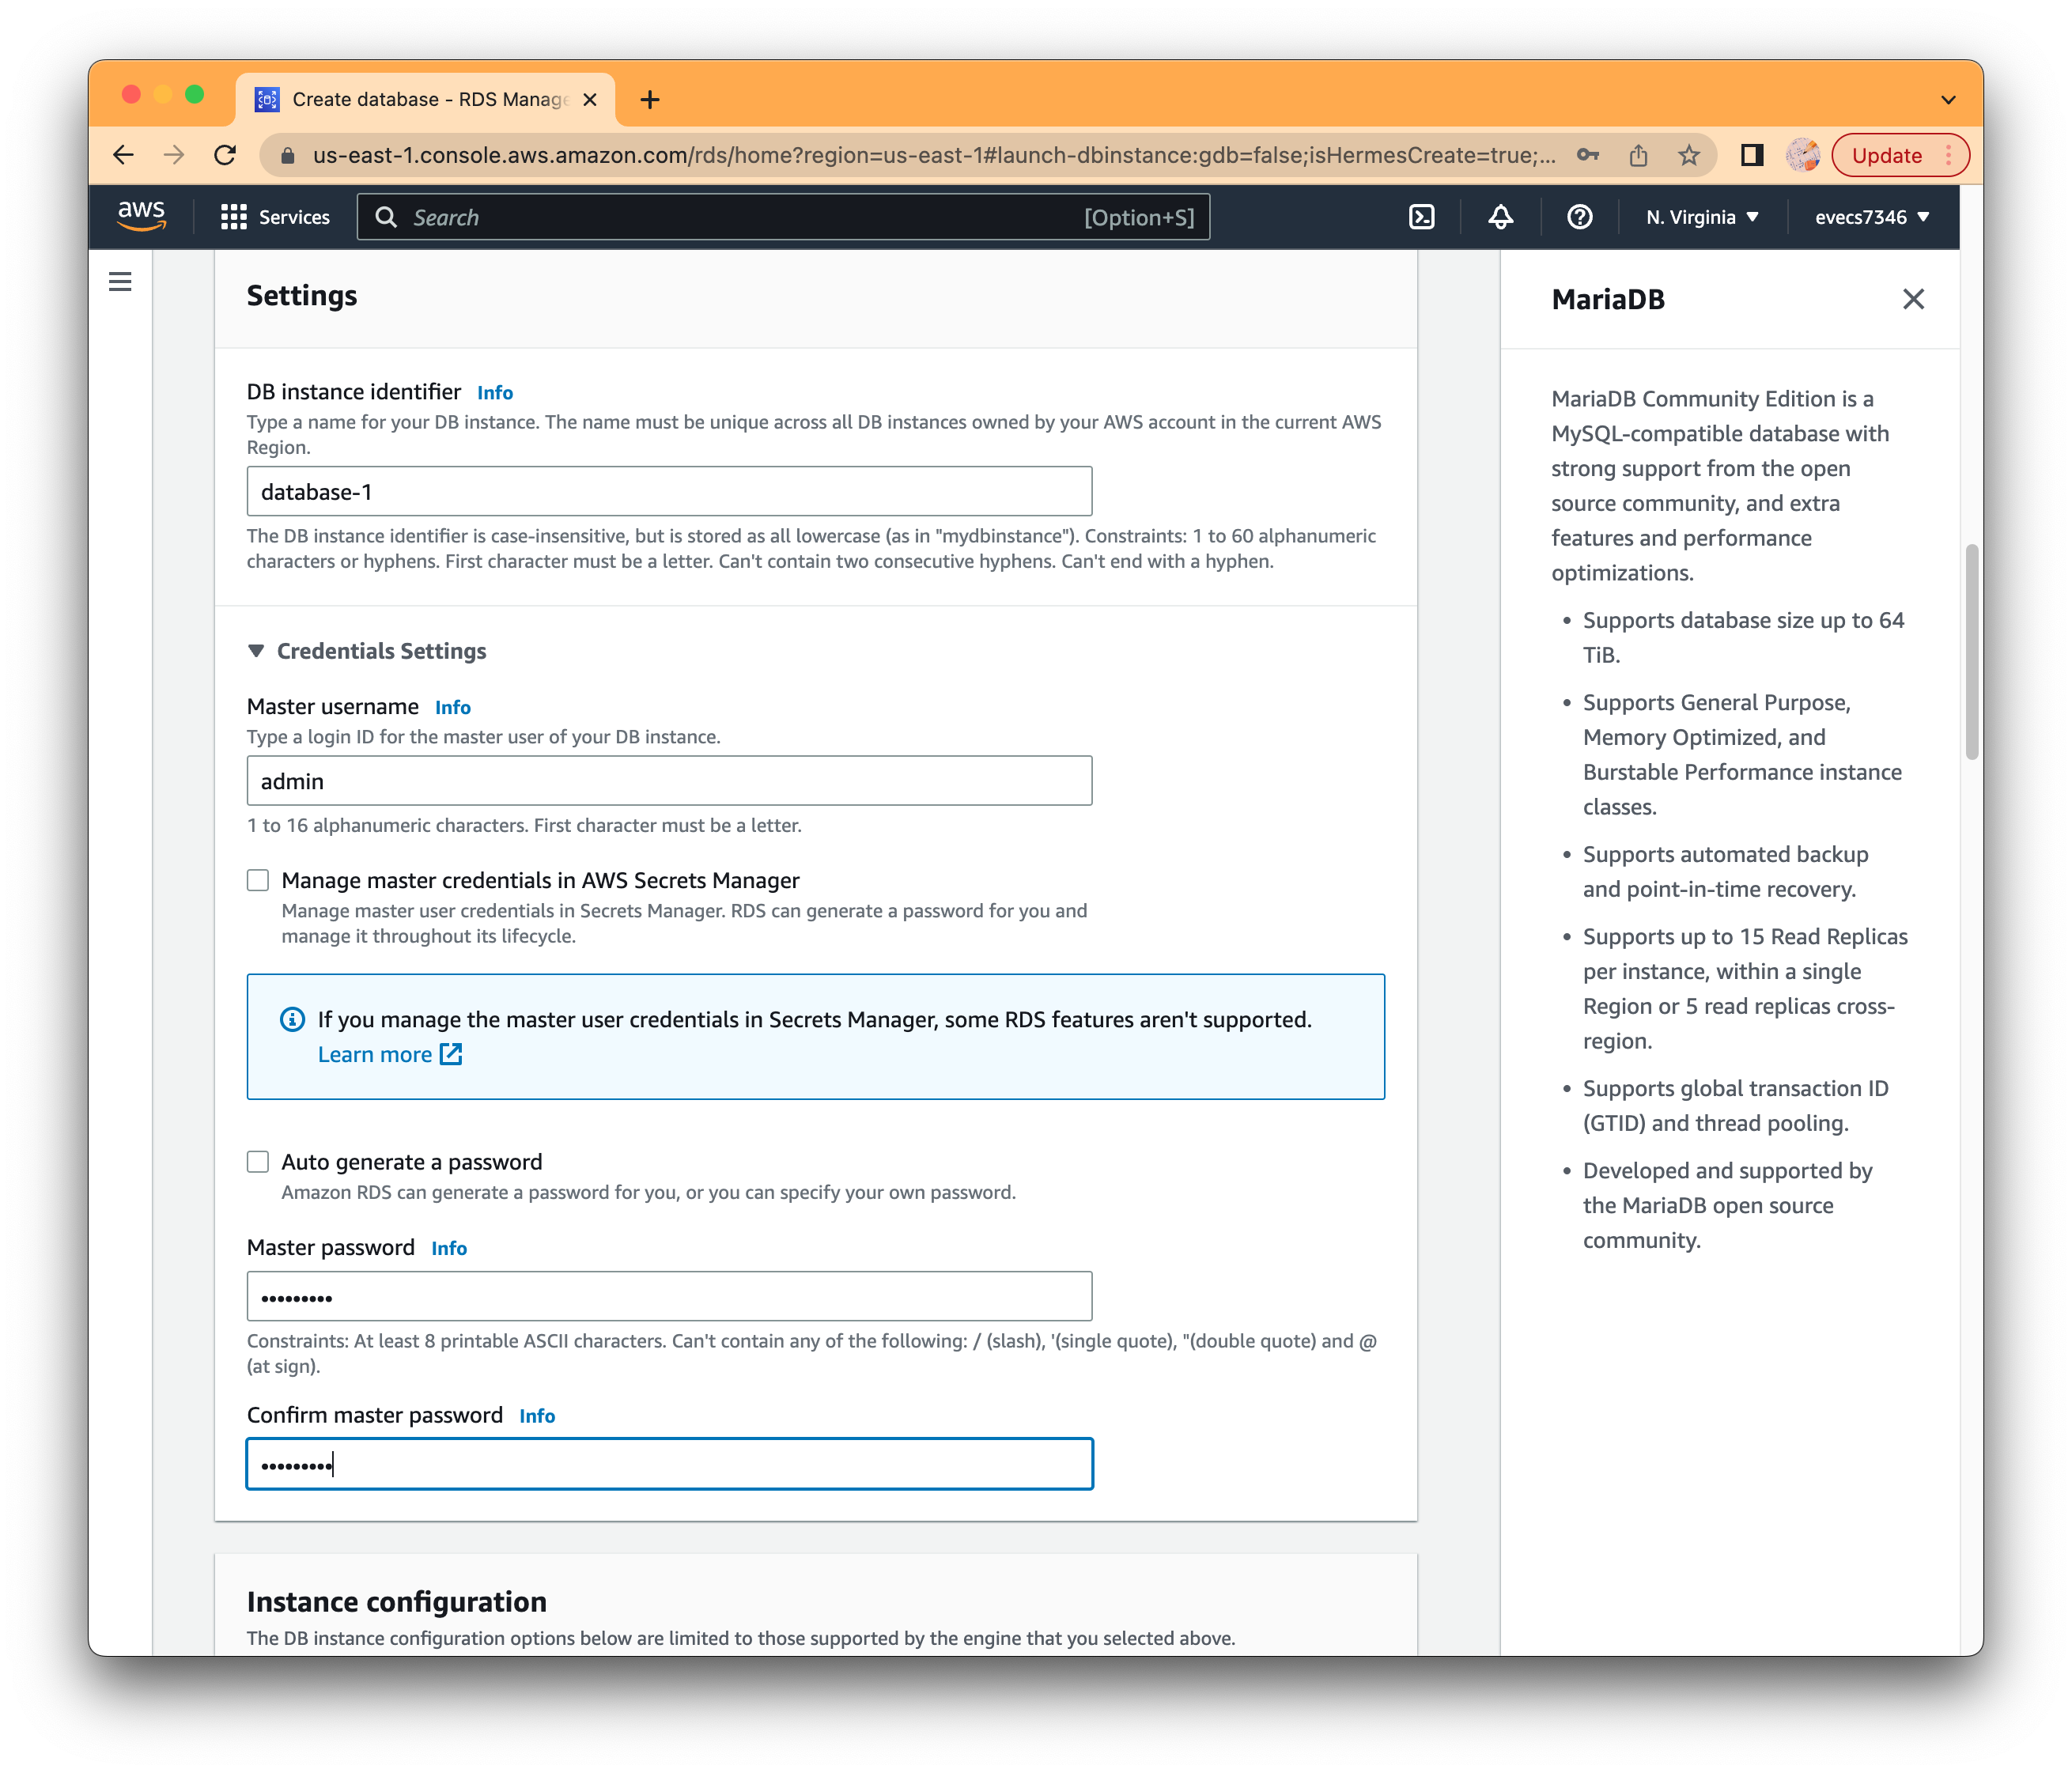 Create database - RDS Manage
us-east-1.console.aws.amazon.com/rds/home?region=us-east-1#launch-dbinstance:gdb=false;isHermesCreate=true;...
Update
aws
Services
Search
[Option+S]
N. Virginia
evecs7346
Settings
DB instance identifier Info
Type a name for your DB instance. The name must be unique across all DB instances owned by your AWS account in the current AWS
Region.
database-1
The DB instance identifier is case-insensitive, but is stored as all lowercase (as in "mydbinstance"). Constraints: 1 to 60 alphanumeric
characters or hyphens. First character must be a letter. Can't contain two consecutive hyphens. Can't end with a hyphen.
Credentials Settings
Master username Info
Type a login ID for the master user of your DB instance.
admin
1 to 16 alphanumeric characters. First character must be a letter.
Manage master credentials in AWS Secrets Manager
Manage master user credentials in Secrets Manager. RDS can generate a password for you and
manage it throughout its lifecycle.
If you manage the master user credentials in Secrets Manager, some RDS features aren't supported.
Learn more
Auto generate a password
Amazon RDS can generate a password for you, or you can specify your own password.
Master password Info
•••••••••
Constraints: At least 8 printable ASCII characters. Can't contain any of the following: / (slash), '(single quote), "(double quote) and @
(at sign).
Confirm master password Info
•••••••••
Instance configuration
The DB instance configuration options below are limited to those supported by the engine that you selected above.
MariaDB
MariaDB Community Edition is a
MySQL-compatible database with
strong support from the open
source community, and extra
features and performance
optimizations.
• Supports database size up to 64
TiB.
• Supports General Purpose,
Memory Optimized, and
Burstable Performance instance
classes.
• Supports automated backup
and point-in-time recovery.
• Supports up to 15 Read Replicas
per instance, within a single
Region or 5 read replicas cross-
region.
• Supports global transaction ID
(GTID) and thread pooling.
• Developed and supported by
the MariaDB open source
community.